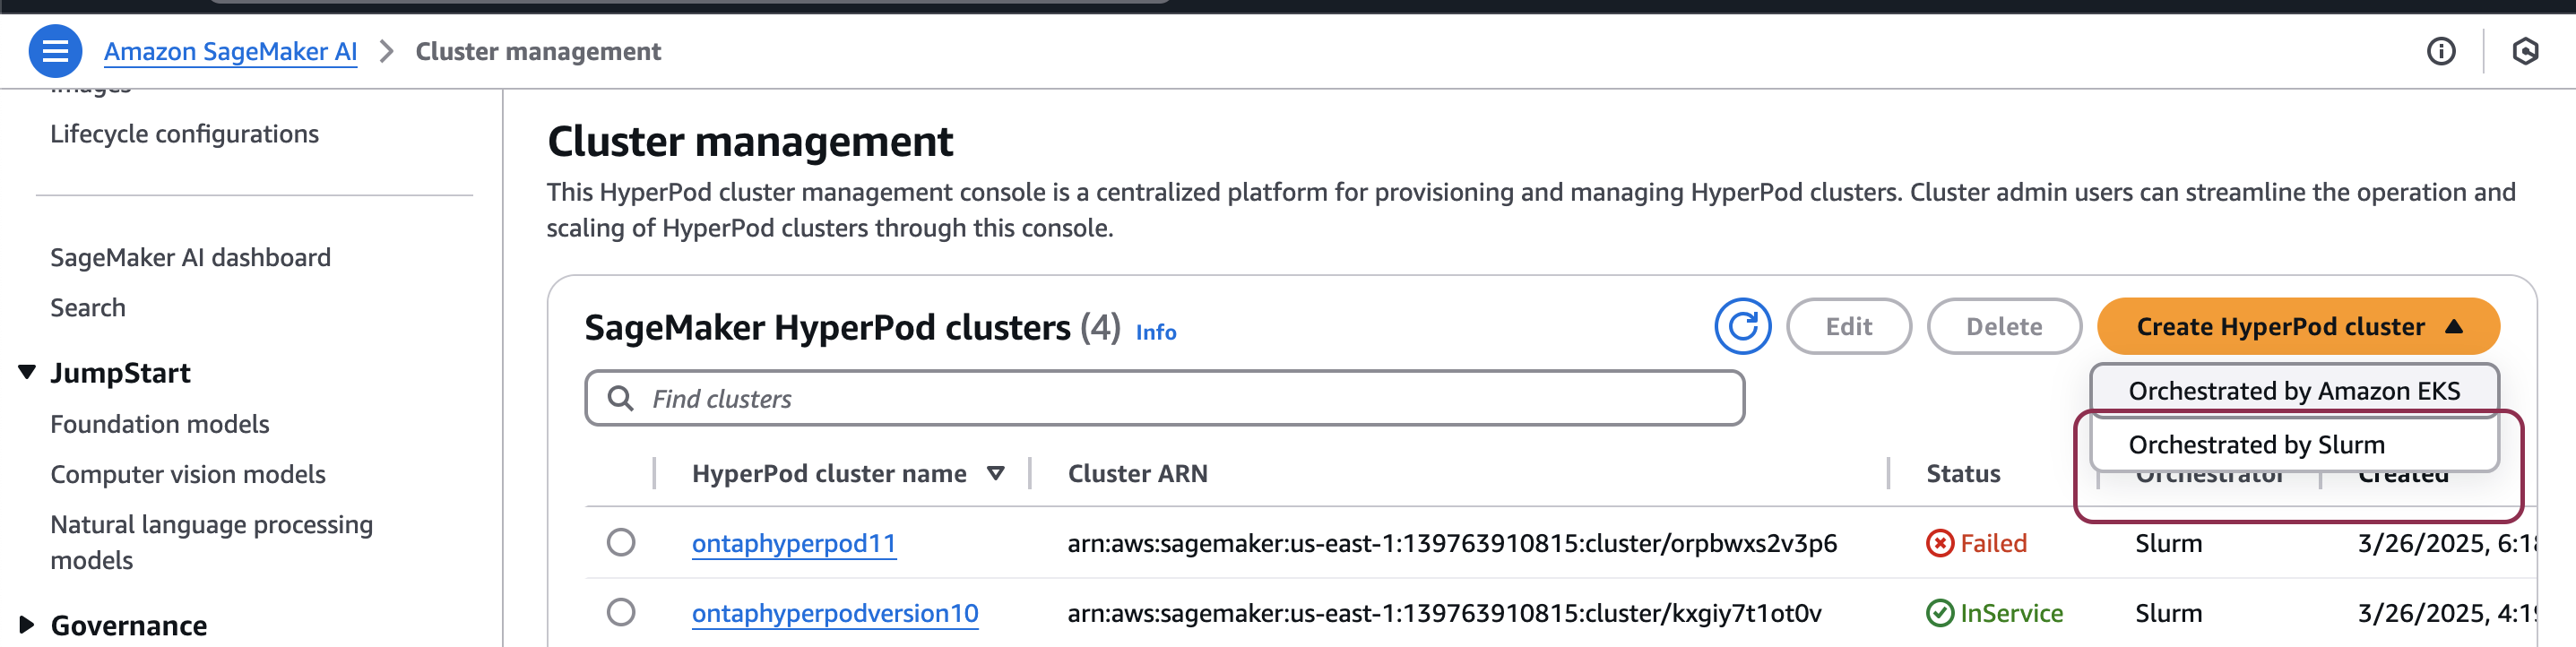 Amazon SageMaker AI > Cluster management
Images
Lifecycle configurations
SageMaker AI dashboard
Search
JumpStart
Foundation models
Computer vision models
Natural language processing
models
Governance
Cluster management
This HyperPod cluster management console is a centralized platform for provisioning and managing HyperPod clusters. Cluster admin users can streamline the operation and
scaling of HyperPod clusters through this console.
SageMaker HyperPod clusters (4) Info
Edit
Delete
Create HyperPod cluster
Orchestrated by Amazon EKS
Orchestrated by Slurm
Find clusters
HyperPod cluster name Cluster ARN Status Orchestrator Created
ontaphyperpod11 arn:aws:sagemaker:us-east-1:139763910815:cluster/orpbwxs2v3p6 Failed Slurm 3/26/2025, 6:18
ontaphyperpodversion10 arn:aws:sagemaker:us-east-1:139763910815:cluster/kxgiy7t1ot0v InService Slurm 3/26/2025, 4:19